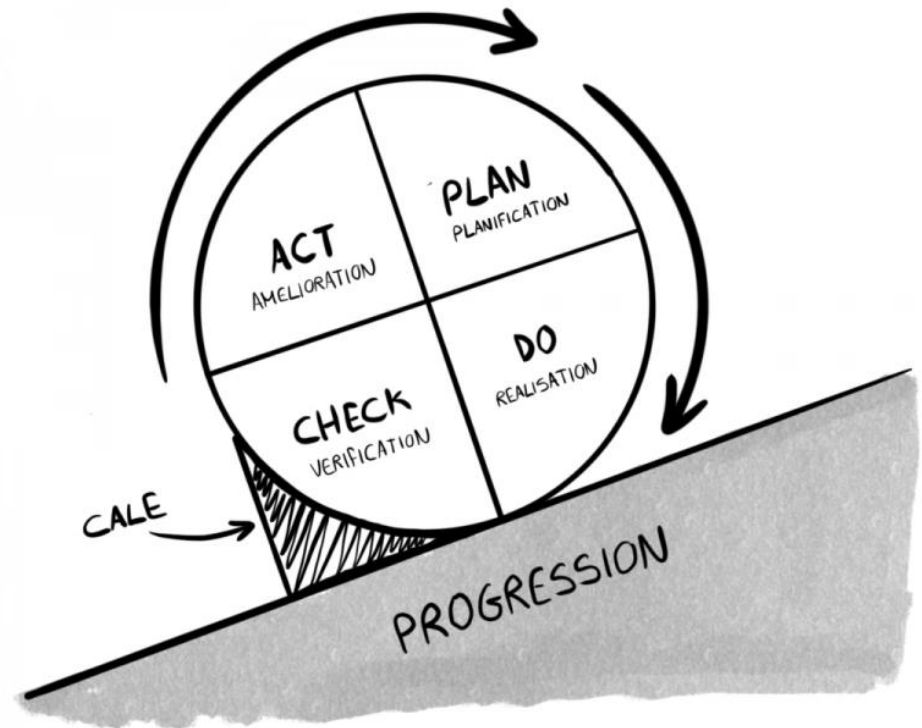 PLAN
PLANIFICATION
ACT
AMELIORATION
DO
REALISATION
CHECK
VERIFICATION
CALE
PROGRESSION